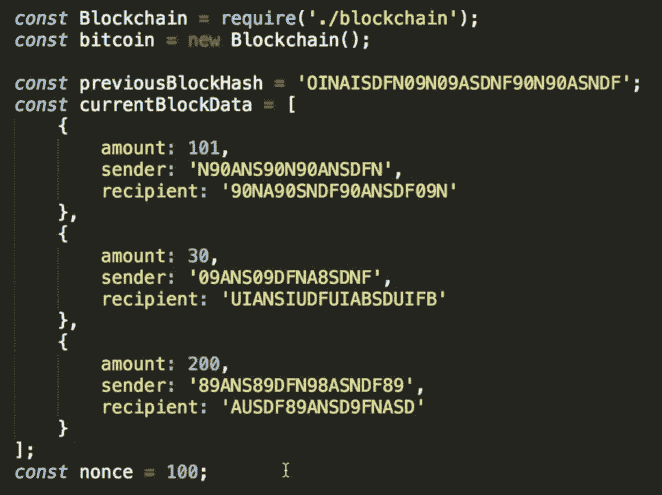 const Blockchain = require('./blockchain');
const bitcoin = new Blockchain();

const previousBlockHash = 'OINAISDFN09N09ASDNF90N90ASNDF';
const currentBlockData = [
    {
        amount: 101,
        sender: 'N90ANS90N90ANSDFN',
        recipient: '90NA90SNDF90ANSDF09N'
    },
    {
        amount: 30,
        sender: '09ANS09DFNA8SDNF',
        recipient: 'UIANSIUDFUIABSDUIFB'
    },
    {
        amount: 200,
        sender: '89ANS89DFN98ASNDF89',
        recipient: 'AUSDF89ANSD9FNASD'
    }
];
const nonce = 100;